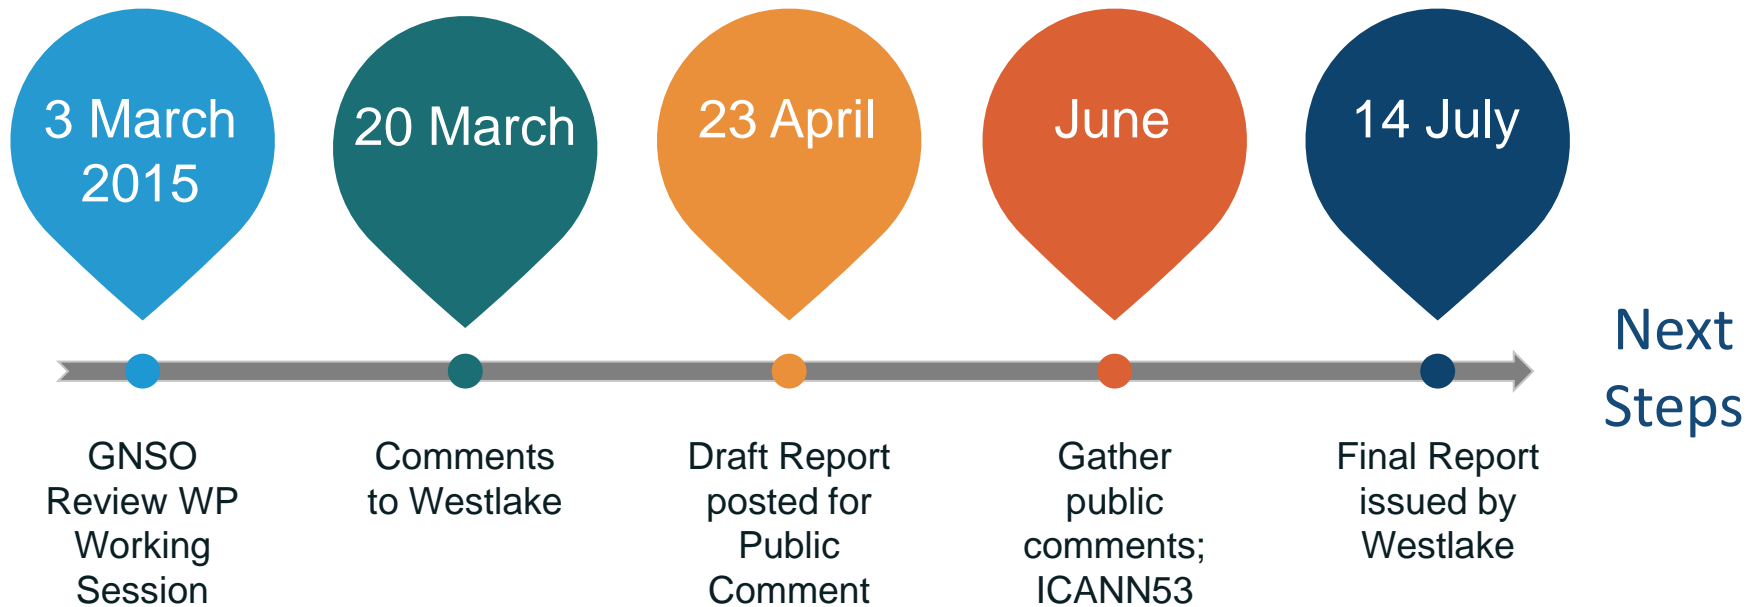 3 March
2015
20 March
23 April
June
14 July
Next
Steps
GNSO
Review WP
Working
Session
Comments
to Westlake
Draft Report
posted for
Public
Comment
Gather
public
comments;
ICANN53
Final Report
issued by
Westlake